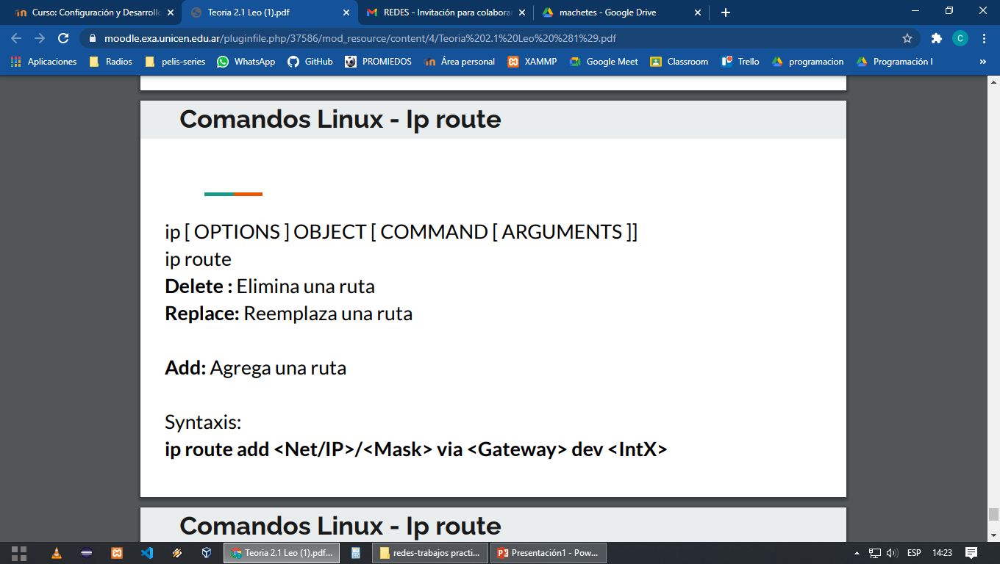 Curso: Configuración y Desarroll
Teoria 2.1 Leo (1).pdf
REDES - Invitación para colabora
machetes - Google Drive
moodle.exa.unicen.edu.ar/pluginfile.php/37586/mod_resource/content/4/Teoria%202.1%20Leo%20%281%29.pdf
C
Aplicaciones
Radios
pelis-series
WhatsApp
GitHub
PROMIEDOS
Área personal
XAMMP
Google Meet
Classroom
Trello
programacion
Programación I
»
Comandos Linux - Ip route
ip [ OPTIONS ] OBJECT [ COMMAND [ ARGUMENTS ]]
ip route
Delete : Elimina una ruta
Replace: Reemplaza una ruta
Add: Agrega una ruta
Syntaxis:
ip route add <Net/IP>/<Mask> via <Gateway> dev <IntX>
Comandos Linux - Ip route
Teoria 2.1 Leo (1).pdf...
redes-trabajos practi...
Presentación1 - Pow...
ESP
14:23